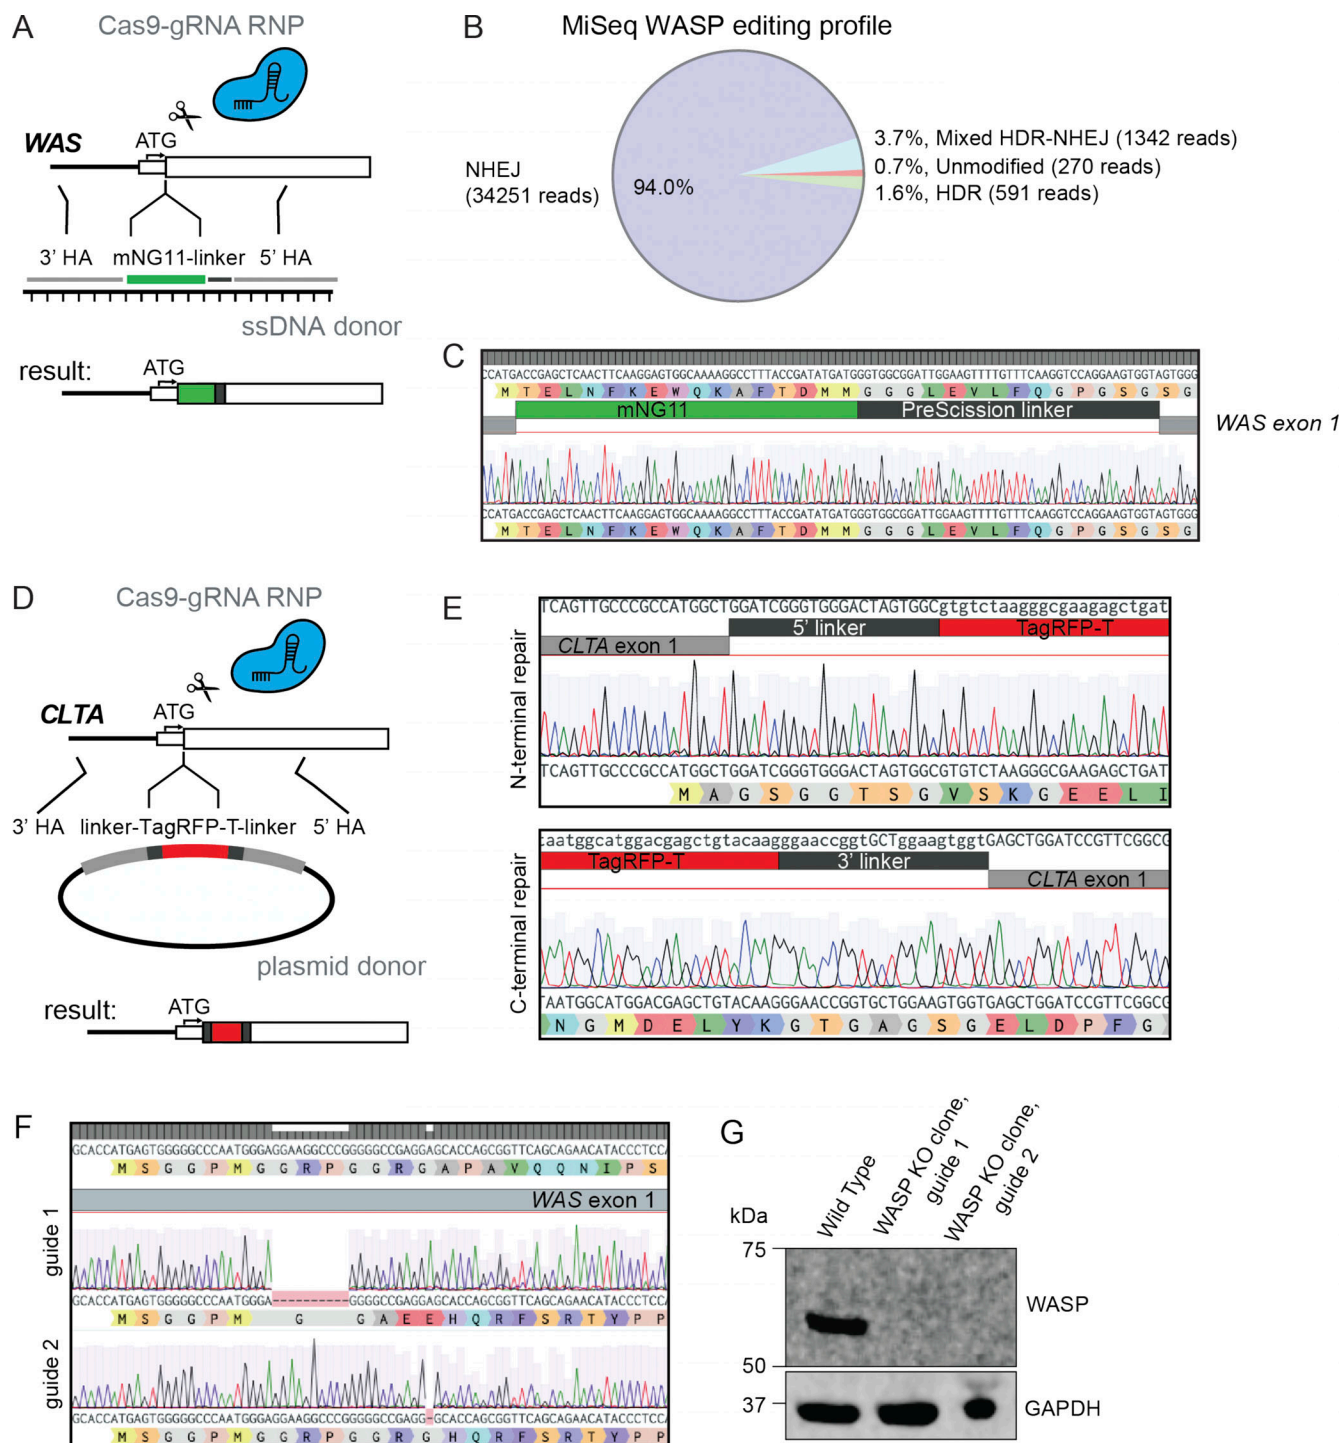 A
Cas9-gRNA RNP
WAS
ATG
3' HA
mNG11-linker
5' HA
ssDNA donor
result:
ATG
B
MiSeq WASP editing profile
NHEJ
(34251 reads)
94.0%
3.7%, Mixed HDR-NHEJ (1342 reads)
0.7%, Unmodified (270 reads)
1.6%, HDR (591 reads)
C
CCATGACCGAGCTCAACTTCAAGGAGTGGCAAAAGGCCTTTACCGATATGATGGGTGGCGGATTGGAAGTTTTGTTTCAAGGTCCAGGAAGTGGTAGTGGG
M T E L N F K E W Q K A F T D M M G G G L E V L F Q G P G S G S G
mNG11
PreScission linker
WAS exon 1
CCATGACCGAGCTCAACTTCAAGGAGTGGCAAAAGGCCTTTACCGATATGATGGGTGGCGGATTGGAAGTTTTGTTTCAAGGTCCAGGAAGTGGTAGTGGG
M T E L N F K E W Q K A F T D M M G G G L E V L F Q G P G S G S G
D
Cas9-gRNA RNP
CLTA
ATG
3' HA
linker-TagRFP-T-linker
5' HA
plasmid donor
result:
ATG
E
N-terminal repair
TCAGTTGCCCGCCATGGCTGGATCGGGTGGGACTAGTGGCgtgtctaagggcgaagagctgat
5' linker
TagRFP-T
CLTA exon 1
TCAGTTGCCCGCCATGGCTGGATCGGGTGGGACTAGTGGCGTGTCTAAGGGCGAAGAGCTGAT
M A G S G G T S G V S K G E E L I
C-terminal repair
taatggcatggacgagctgtacaagggaaccggtGCTggaagtggtGAGCTGGATCCGTTCGGCG
TagRFP-T
3' linker
CLTA exon 1
TAATGGCATGGACGAGCTGTACAAGGGAACCGGTGCTGGAAGTGGTGAGCTGGATCCGTTCGGCG
N G M D E L Y K G T G A G S G E L D P F G
F
GCACCATGAGTGGGGGCCCAATGGGAGGAAGGCCCGGGGGCCGAGGAGCACCAGCGGTTCAGCAGAACATACCCTCCA
M S G G P M G G R P G G R G A P A V Q Q N I P S
WAS exon 1
guide 1
GCACCATGAGTGGGGGCCCAATGGGA----------GGGGCCGAGGAGCACCAGCGGTTCAGCAGAACATACCCTCCA
M S G G P M G G A E E H Q R F S R T Y P P
guide 2
GCACCATGAGTGGGGGCCCAATGGGAGGAAGGCCCGGGGGCCGAGG-GCACCAGCGGTTCAGCAGAACATACCCTCCA
M S G G P M G G R P G G R G H Q R F S R T Y P P
G
kDa
Wild Type
WASP KO clone,
guide 1
WASP KO clone,
guide 2
75
WASP
50
37
GAPDH